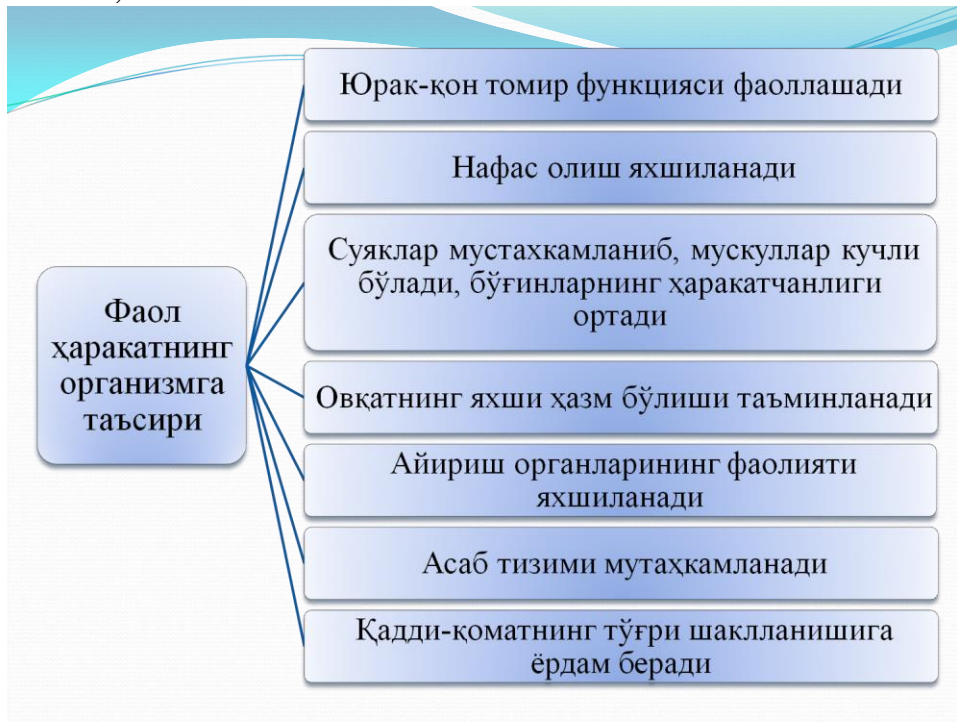 Фаол
ҳаракатнинг
организмга
таъсири
Юрак-қон томир функцияси фаоллашади
Нафас олиш яхшиланади
Суяклар мустахкамланиб, мускуллар кучли
бўлади, бўғинларнинг ҳаракатчанлиги
ортади
Овқатнинг яхши ҳазм бўлиши таъминланади
Айириш органларининг фаолияти
яхшиланади
Асаб тизими мутаҳкамланади
Қадди-қоматнинг тўғри шаклланишига
ёрдам беради